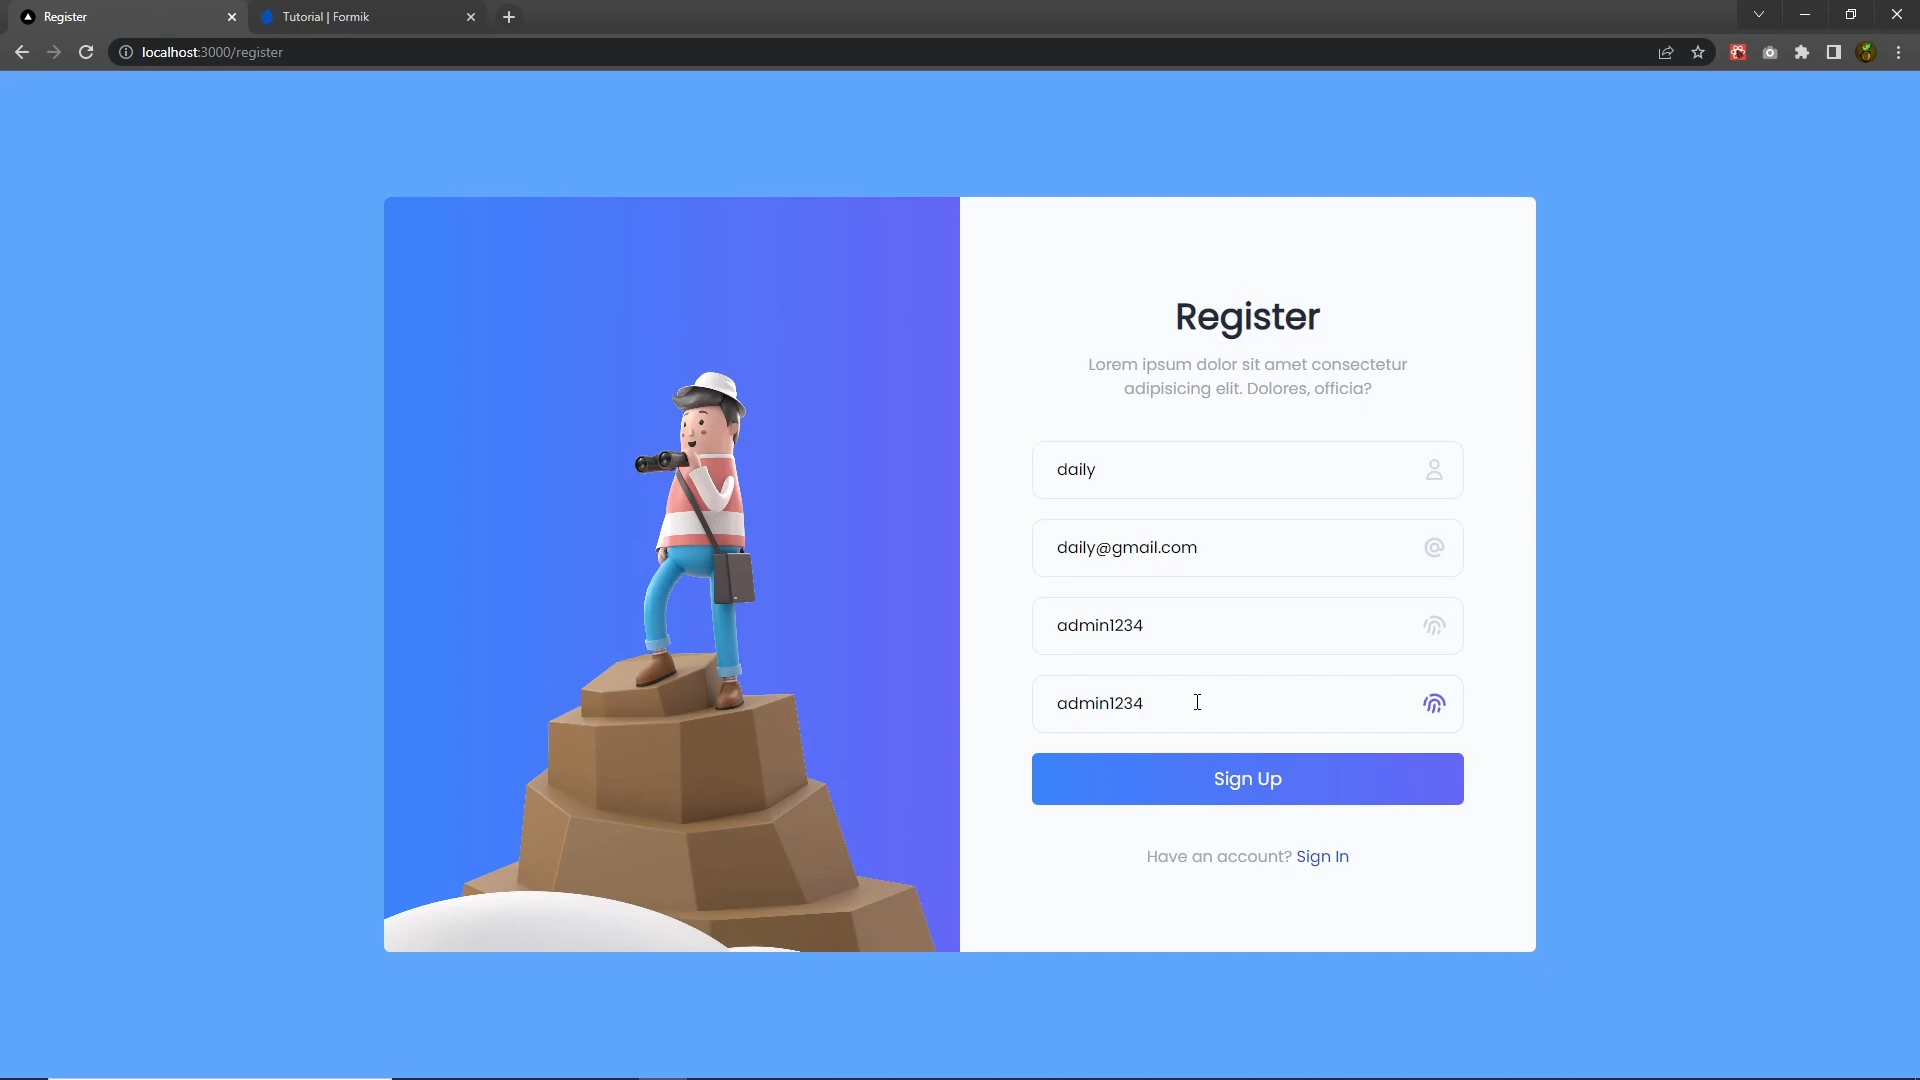 Register
Tutorial | Formik
localhost:3000/register
Register
Lorem ipsum dolor sit amet consectetur
adipisicing elit. Dolores, officia?
daily
daily@gmail.com
admin1234
admin1234
Sign Up
Have an account? Sign In